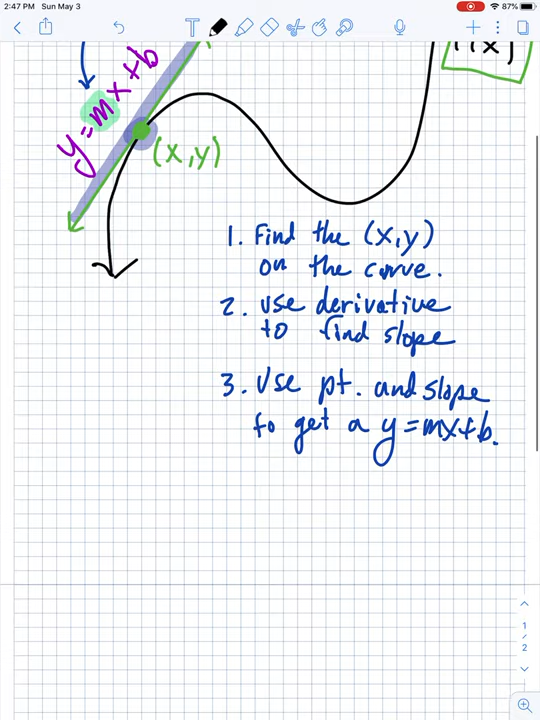 2:47 PM Sun May 3
87%
y=mx+b
(x,y)
1. Find the (x,y)
on the curve.
2. Use derivative
to find slope
3. Use pt. and slope
to get a y=mx+b.
1
/
2